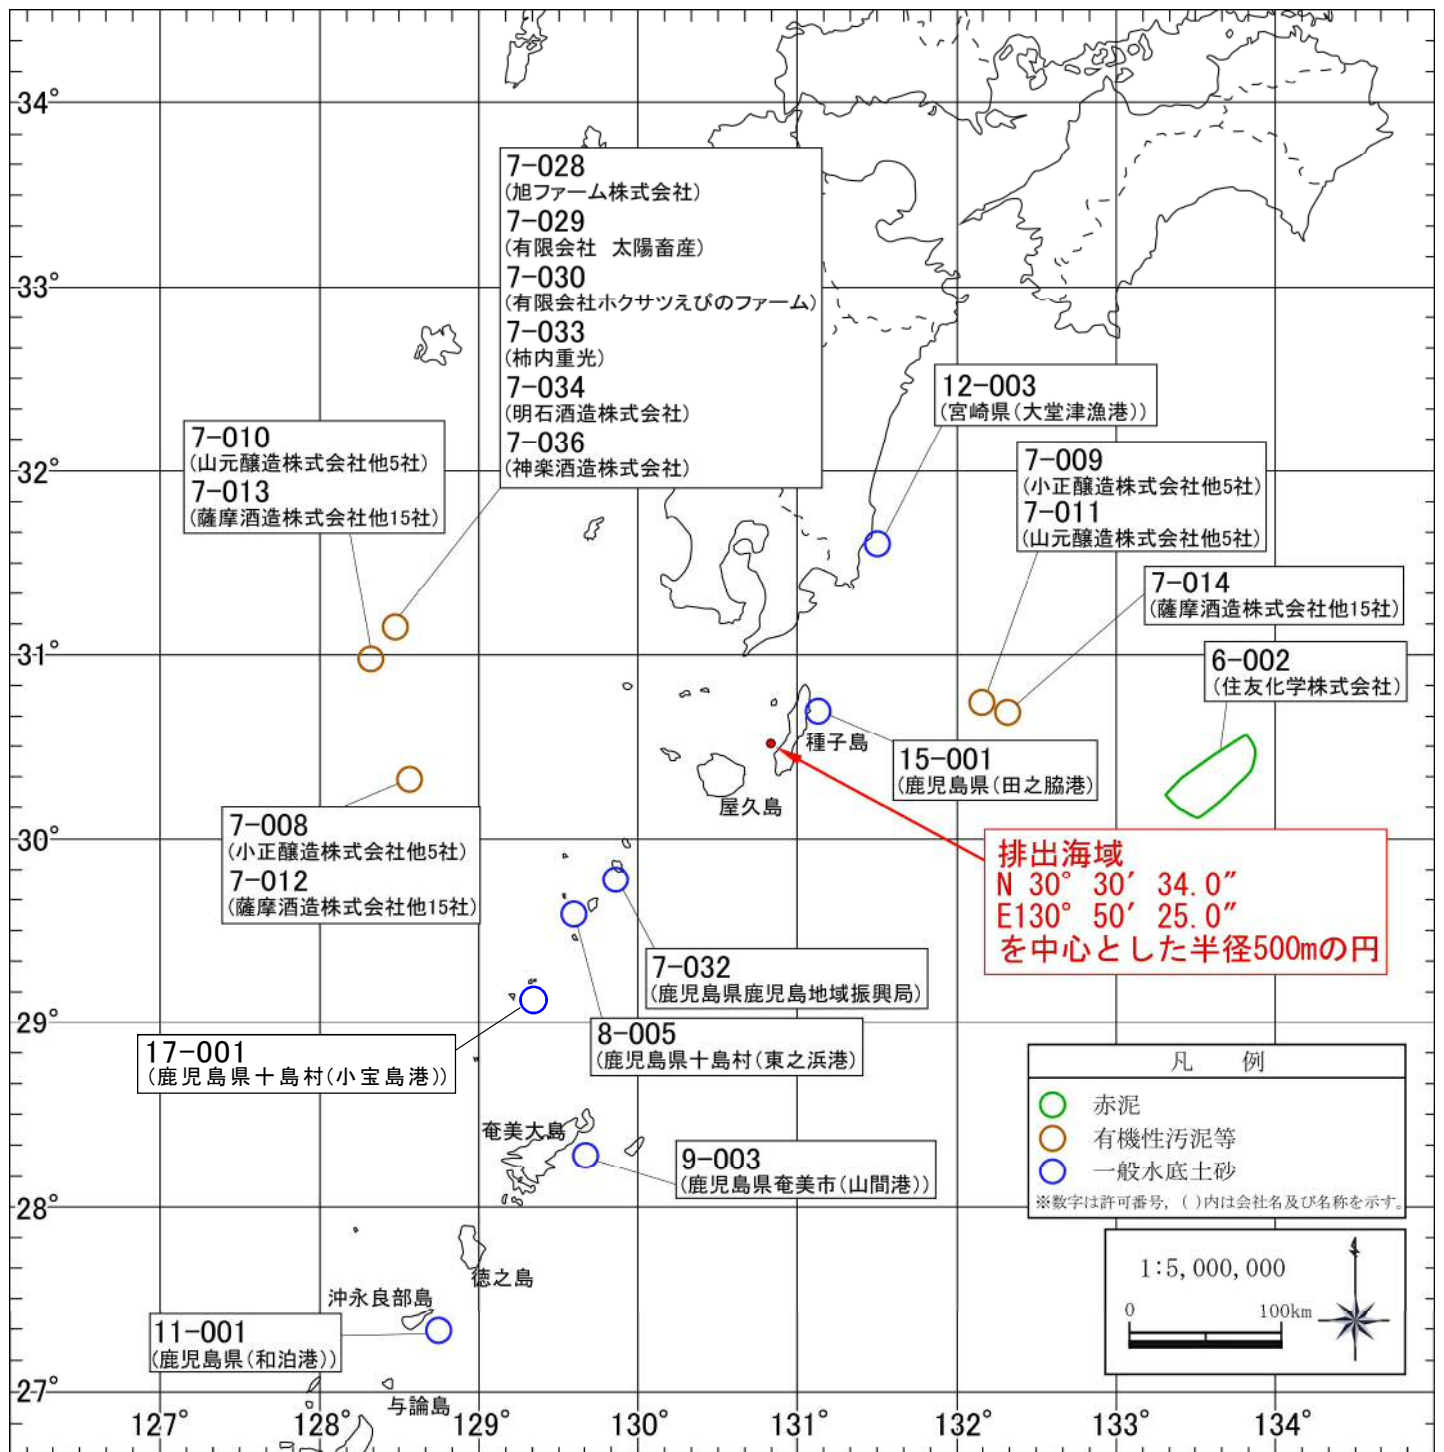 34°
33°
32°
31°
30°
29°
28°
27°
127°
128°
129°
130°
131°
132°
133°
134°
7-028
(旭ファーム株式会社)
7-029
(有限会社　太陽畜産)
7-030
(有限会社ホクサツえびのファーム)
7-033
(柿内重光)
7-034
(明石酒造株式会社)
7-036
(神楽酒造株式会社)
12-003
(宮崎県(大堂津漁港))
7-010
(山元醸造株式会社他5社)
7-013
(薩摩酒造株式会社他15社)
7-009
(小正醸造株式会社他5社)
7-011
(山元醸造株式会社他5社)
7-014
(薩摩酒造株式会社他15社)
6-002
(住友化学株式会社)
種子島
15-001
(鹿児島県(田之脇港)
屋久島
7-008
(小正醸造株式会社他5社)
7-012
(薩摩酒造株式会社他15社)
排出海域
N 30° 30′ 34.0″
E130° 50′ 25.0″
を中心とした半径500mの円
7-032
(鹿児島県鹿児島地域振興局)
8-005
(鹿児島県十島村(東之浜港)
17-001
(鹿児島県十島村(小宝島港))
奄美大島
9-003
(鹿児島県奄美市(山間港))
徳之島
沖永良部島
11-001
(鹿児島県(和泊港))
与論島
凡　例
赤泥
有機性汚泥等
一般水底土砂
※数字は許可番号, ( )内は会社名及び名称を示す。
1:5,000,000
0 100km